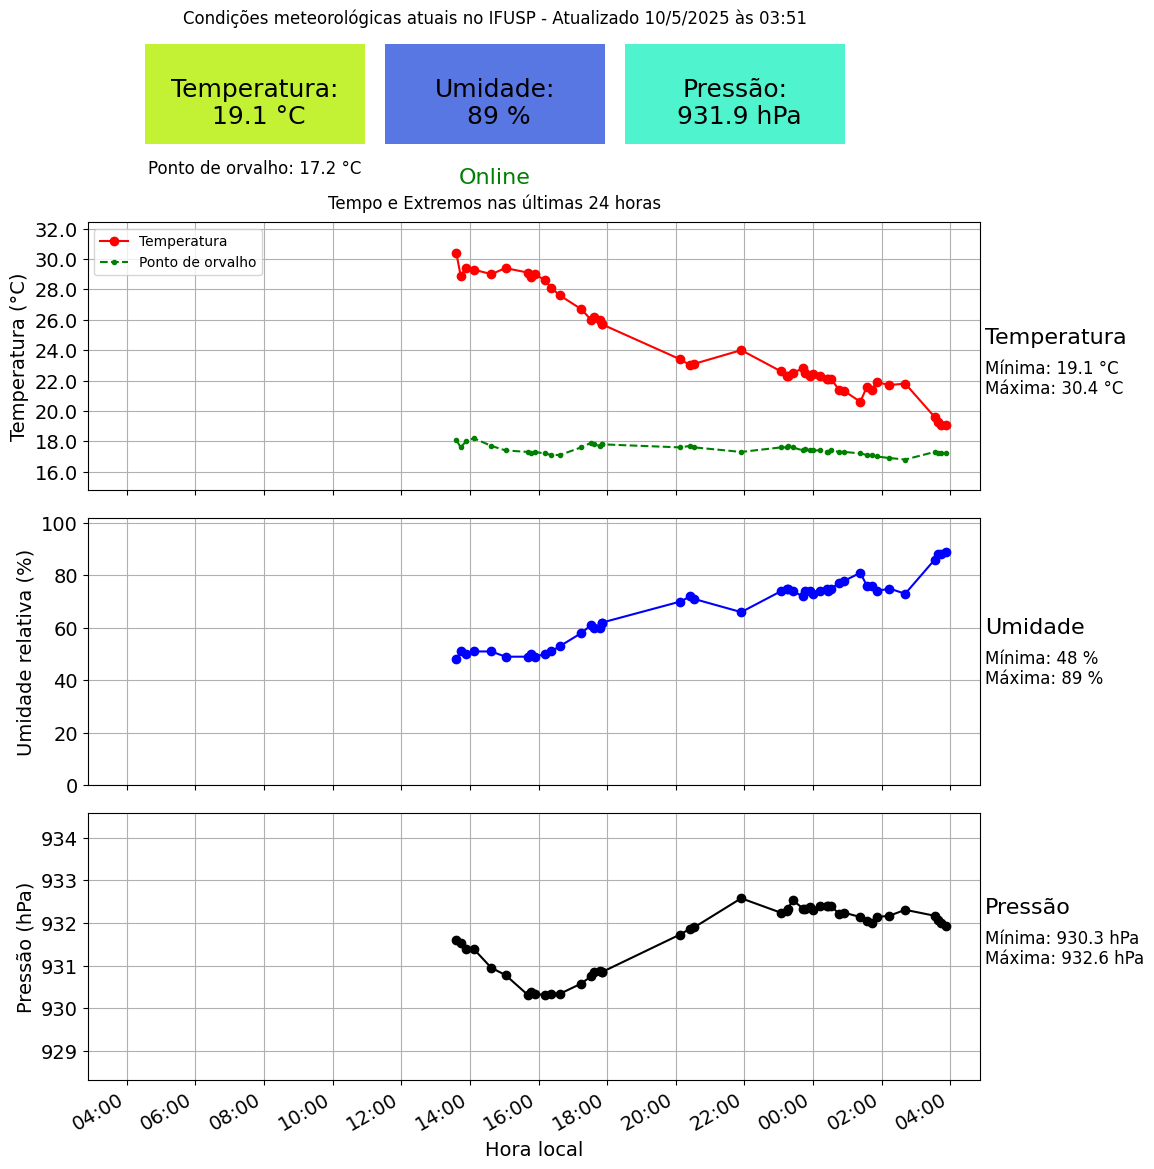 Condições meteorológicas atuais no IFUSP - Atualizado 10/5/2025 às 03:51
Temperatura:
19.1 °C
Umidade:
89 %
Pressão:
931.9 hPa
Ponto de orvalho: 17.2 °C
Online
Tempo e Extremos nas últimas 24 horas
Temperatura (°C)
32.0
30.0
28.0
26.0
24.0
22.0
20.0
18.0
16.0
Temperatura
Ponto de orvalho
Temperatura
Mínima: 19.1 °C
Máxima: 30.4 °C
Umidade relativa (%)
100
80
60
40
20
0
Umidade
Mínima: 48 %
Máxima: 89 %
Pressão (hPa)
934
933
932
931
930
929
Pressão
Mínima: 930.3 hPa
Máxima: 932.6 hPa
04:00
06:00
08:00
10:00
12:00
14:00
16:00
18:00
20:00
22:00
00:00
02:00
04:00
Hora local